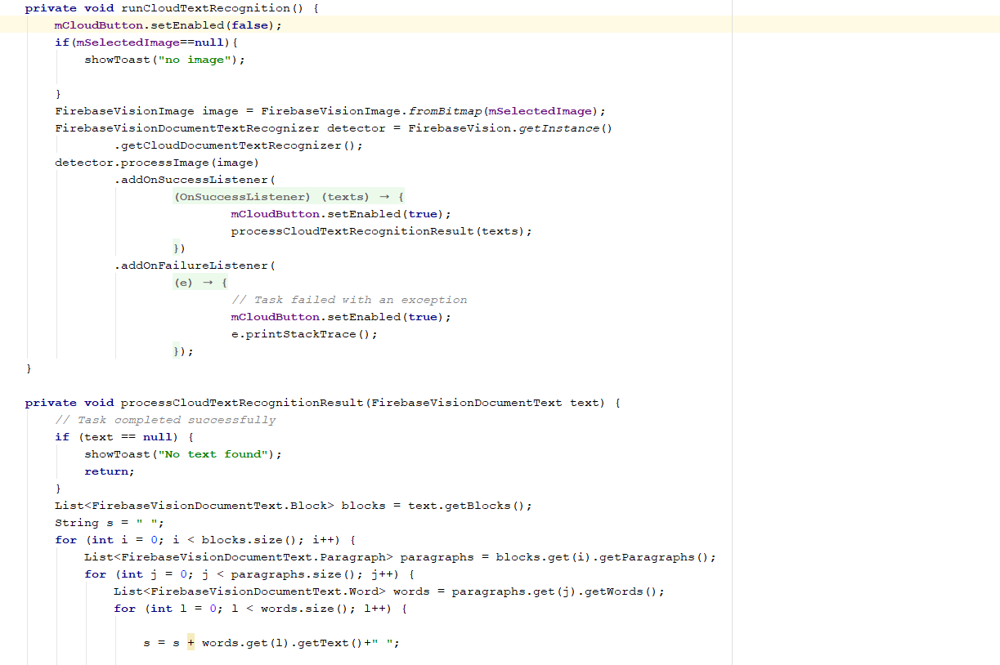 private void runCloudTextRecognition() {
    mCloudButton.setEnabled(false);
    if(mSelectedImage==null){
        showToast("no image");
    }
    FirebaseVisionImage image = FirebaseVisionImage.fromBitmap(mSelectedImage);
    FirebaseVisionDocumentTextRecognizer detector = FirebaseVision.getInstance()
            .getCloudDocumentTextRecognizer();
    detector.processImage(image)
            .addOnSuccessListener(
                    (OnSuccessListener) (texts) → {
                            mCloudButton.setEnabled(true);
                            processCloudTextRecognitionResult(texts);
                    })
            .addOnFailureListener(
                    (e) → {
                            // Task failed with an exception
                            mCloudButton.setEnabled(true);
                            e.printStackTrace();
                    });
}
private void processCloudTextRecognitionResult(FirebaseVisionDocumentText text) {
    // Task completed successfully
    if (text == null) {
        showToast("No text found");
        return;
    }
    List<FirebaseVisionDocumentText.Block> blocks = text.getBlocks();
    String s = " ";
    for (int i = 0; i < blocks.size(); i++) {
        List<FirebaseVisionDocumentText.Paragraph> paragraphs = blocks.get(i).getParagraphs();
        for (int j = 0; j < paragraphs.size(); j++) {
            List<FirebaseVisionDocumentText.Word> words = paragraphs.get(j).getWords();
            for (int l = 0; l < words.size(); l++) {
                s = s + words.get(l).getText()+" ";